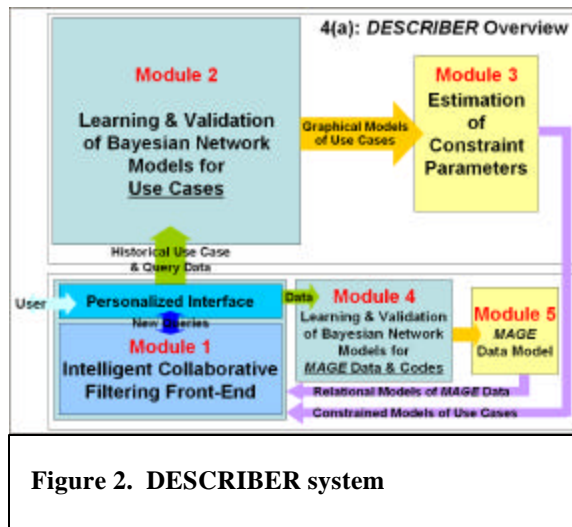 4(a): DESCRIBER Overview
Module 2
Learning & Validation
of Bayesian Network
Models for
Use Cases
Graphical Models
of Use Cases
Module 3
Estimation
of
Constraint
Parameters
Historical Use Case
& Query Data
User
Personalized Interface
Data
New Queries
Module 1
Intelligent Collaborative
Filtering Front-End
Module 4
Learning & Validation
of Bayesian Network
Models for
MAGE Data & Codes
Module 5
MAGE
Data Model
Relational Models of MAGE Data
Constrained Models of Use Cases
Figure 2. DESCRIBER system